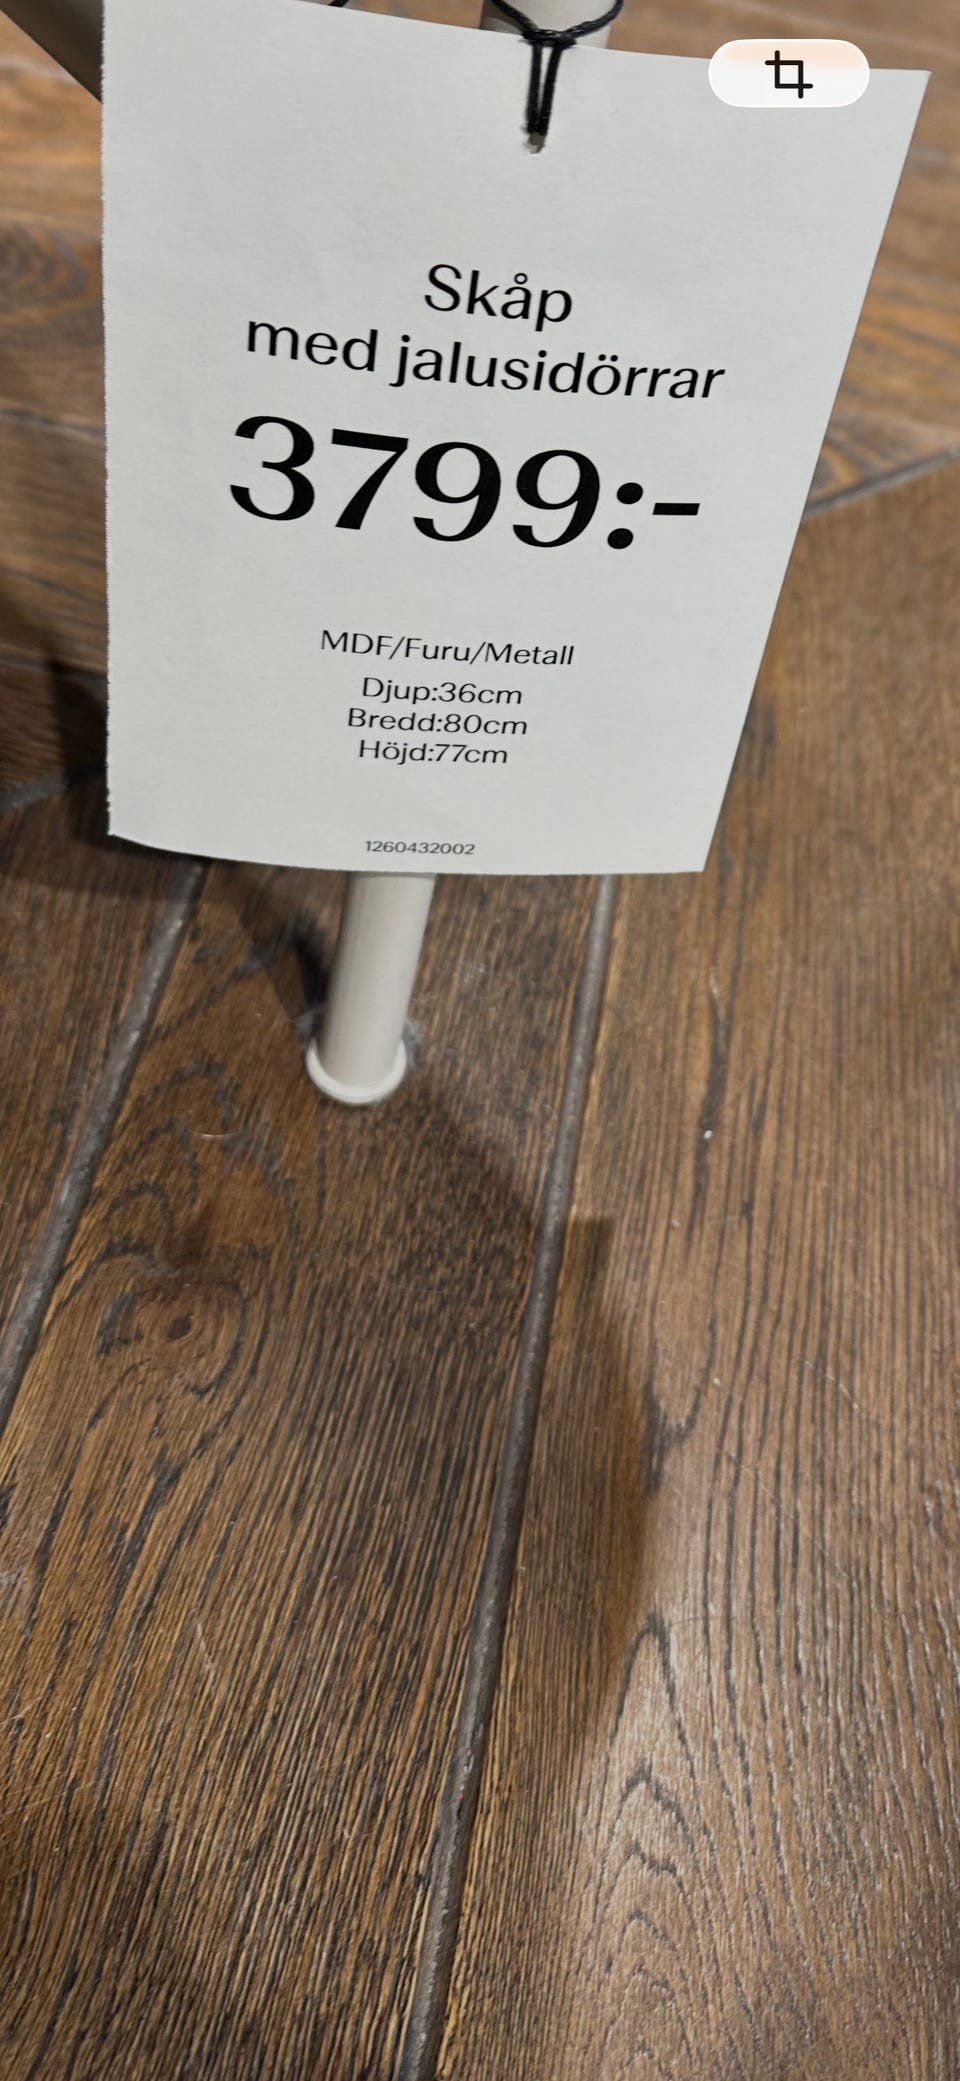 Skåp
med jalusidörrar
3799:-
MDF/Furu/Metall
Djup:36cm
Bredd:80cm
Höjd:77cm
1260432002